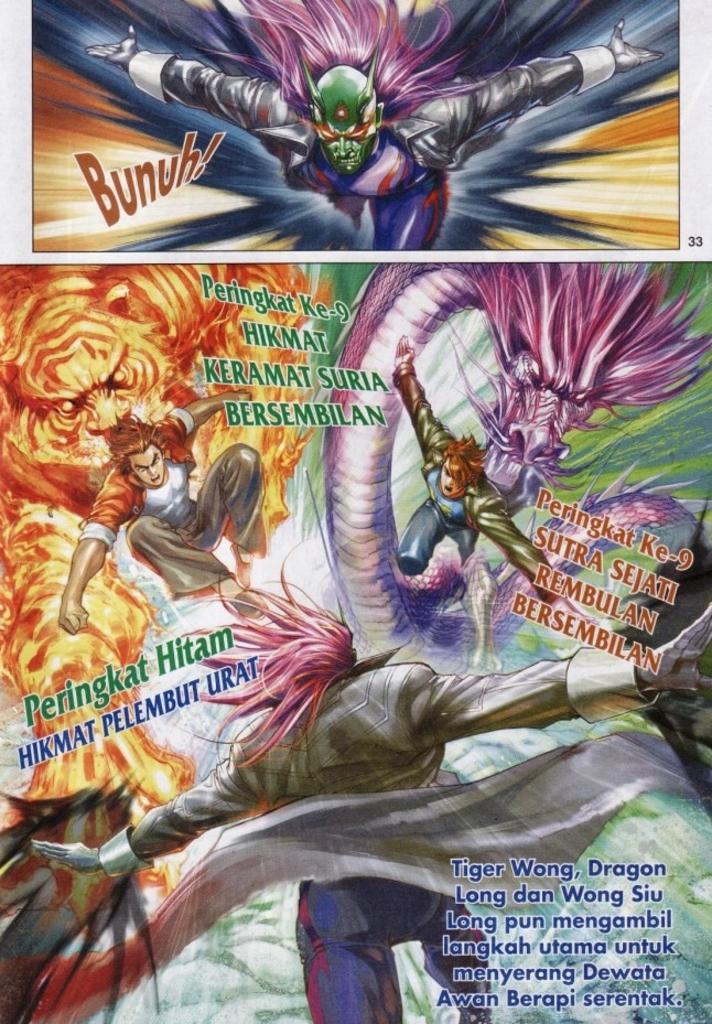 Bunuh!
33
Peringkat Ke-9
HIKMAT
KERAMAT SURIA
BERSEMBILAN
Peringkat Ke-9
SUTRA SEJATI
REMBULAN
BERSEMBILAN
Peringkat Hitam
HIKMAT PELEMBUT URAT
Tiger Wong, Dragon
Long dan Wong Siu
Long pun mengambil
langkah utama untuk
menyerang Dewata
Awan Berapi serentak.